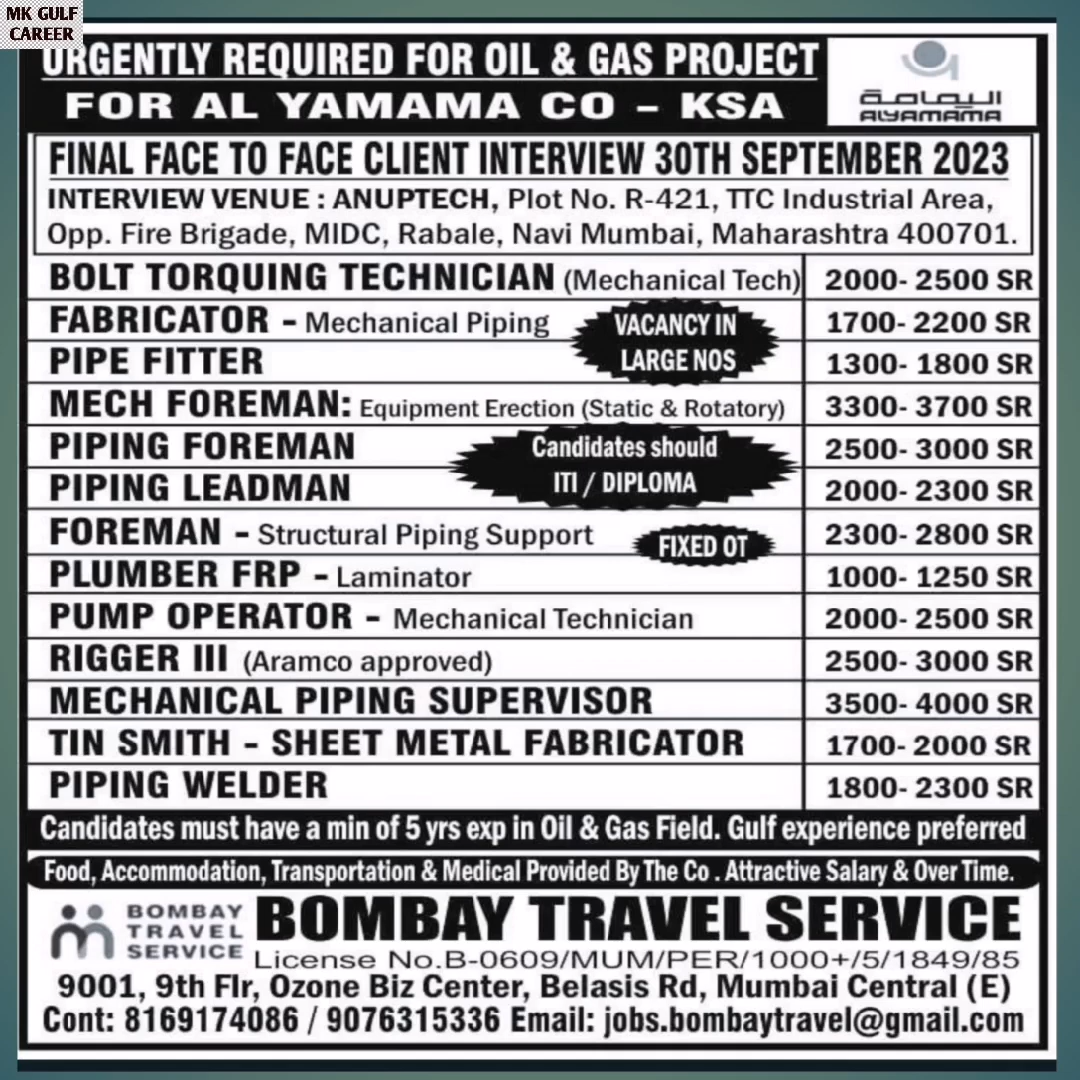 MK GULF
CAREER
URGENTLY REQUIRED FOR OIL & GAS PROJECT
FOR AL YAMAMA CO - KSA
اليمامة
ALYAMAMA
FINAL FACE TO FACE CLIENT INTERVIEW 30TH SEPTEMBER 2023
INTERVIEW VENUE : ANUPTECH, Plot No. R-421, TTC Industrial Area,
Opp. Fire Brigade, MIDC, Rabale, Navi Mumbai, Maharashtra 400701.
BOLT TORQUING TECHNICIAN (Mechanical Tech) 2000- 2500 SR
FABRICATOR - Mechanical Piping 1700- 2200 SR
VACANCY IN
LARGE NOS
PIPE FITTER 1300- 1800 SR
MECH FOREMAN: Equipment Erection (Static & Rotatory) 3300- 3700 SR
PIPING FOREMAN 2500- 3000 SR
Candidates should
ITI / DIPLOMA
PIPING LEADMAN 2000- 2300 SR
FOREMAN - Structural Piping Support 2300- 2800 SR
FIXED OT
PLUMBER FRP - Laminator 1000- 1250 SR
PUMP OPERATOR - Mechanical Technician 2000- 2500 SR
RIGGER III (Aramco approved) 2500- 3000 SR
MECHANICAL PIPING SUPERVISOR 3500- 4000 SR
TIN SMITH - SHEET METAL FABRICATOR 1700- 2000 SR
PIPING WELDER 1800- 2300 SR
Candidates must have a min of 5 yrs exp in Oil & Gas Field. Gulf experience preferred
Food, Accommodation, Transportation & Medical Provided By The Co . Attractive Salary & Over Time.
BOMBAY
TRAVEL
SERVICE
BOMBAY TRAVEL SERVICE
License No.B-0609/MUM/PER/1000+/5/1849/85
9001, 9th Flr, Ozone Biz Center, Belasis Rd, Mumbai Central (E)
Cont: 8169174086 / 9076315336 Email: jobs.bombaytravel@gmail.com